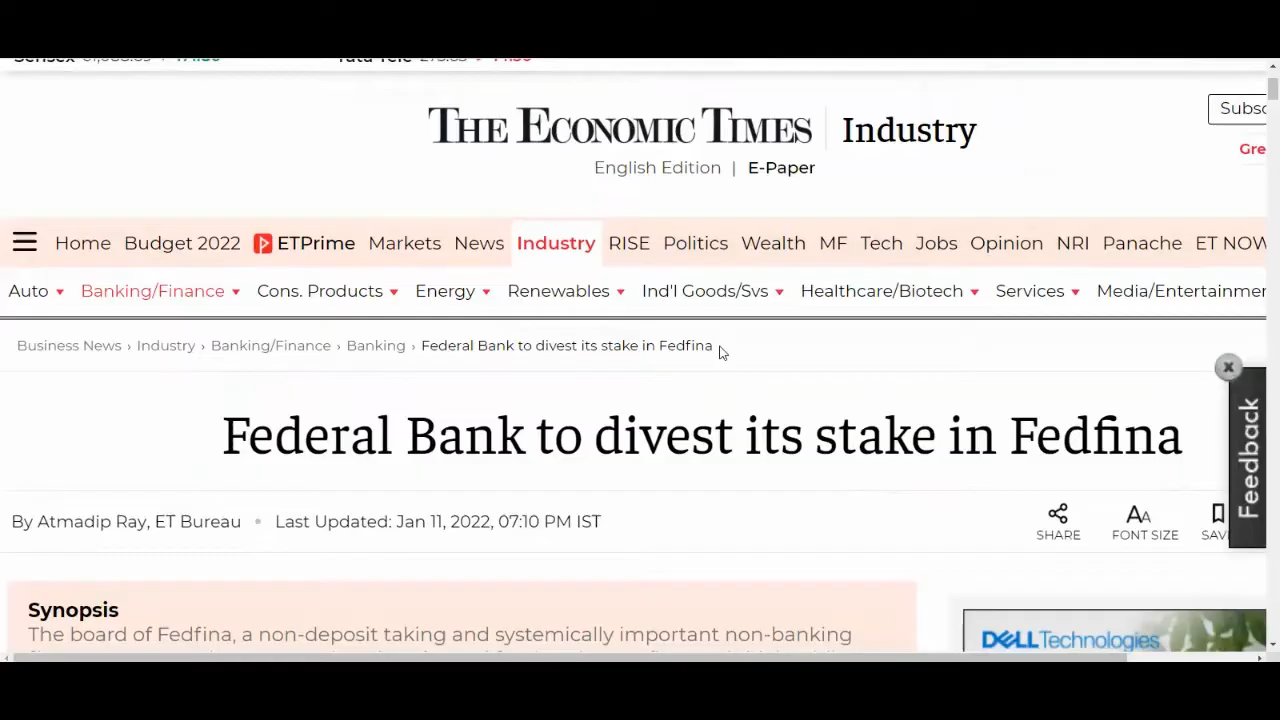 THE ECONOMIC TIMES Industry
English Edition | E-Paper
Home Budget 2022 ETPrime Markets News Industry RISE Politics Wealth MF Tech Jobs Opinion NRI Panache ET NOW
Auto Banking/Finance Cons. Products Energy Renewables Ind'l Goods/Svs Healthcare/Biotech Services Media/Entertainmen
Business News › Industry › Banking/Finance › Banking › Federal Bank to divest its stake in Fedfina
Federal Bank to divest its stake in Fedfina
By Atmadip Ray, ET Bureau • Last Updated: Jan 11, 2022, 07:10 PM IST
SHARE FONT SIZE
Feedback
Synopsis
The board of Fedfina, a non-deposit taking and systemically important non-banking
DELL Technologies